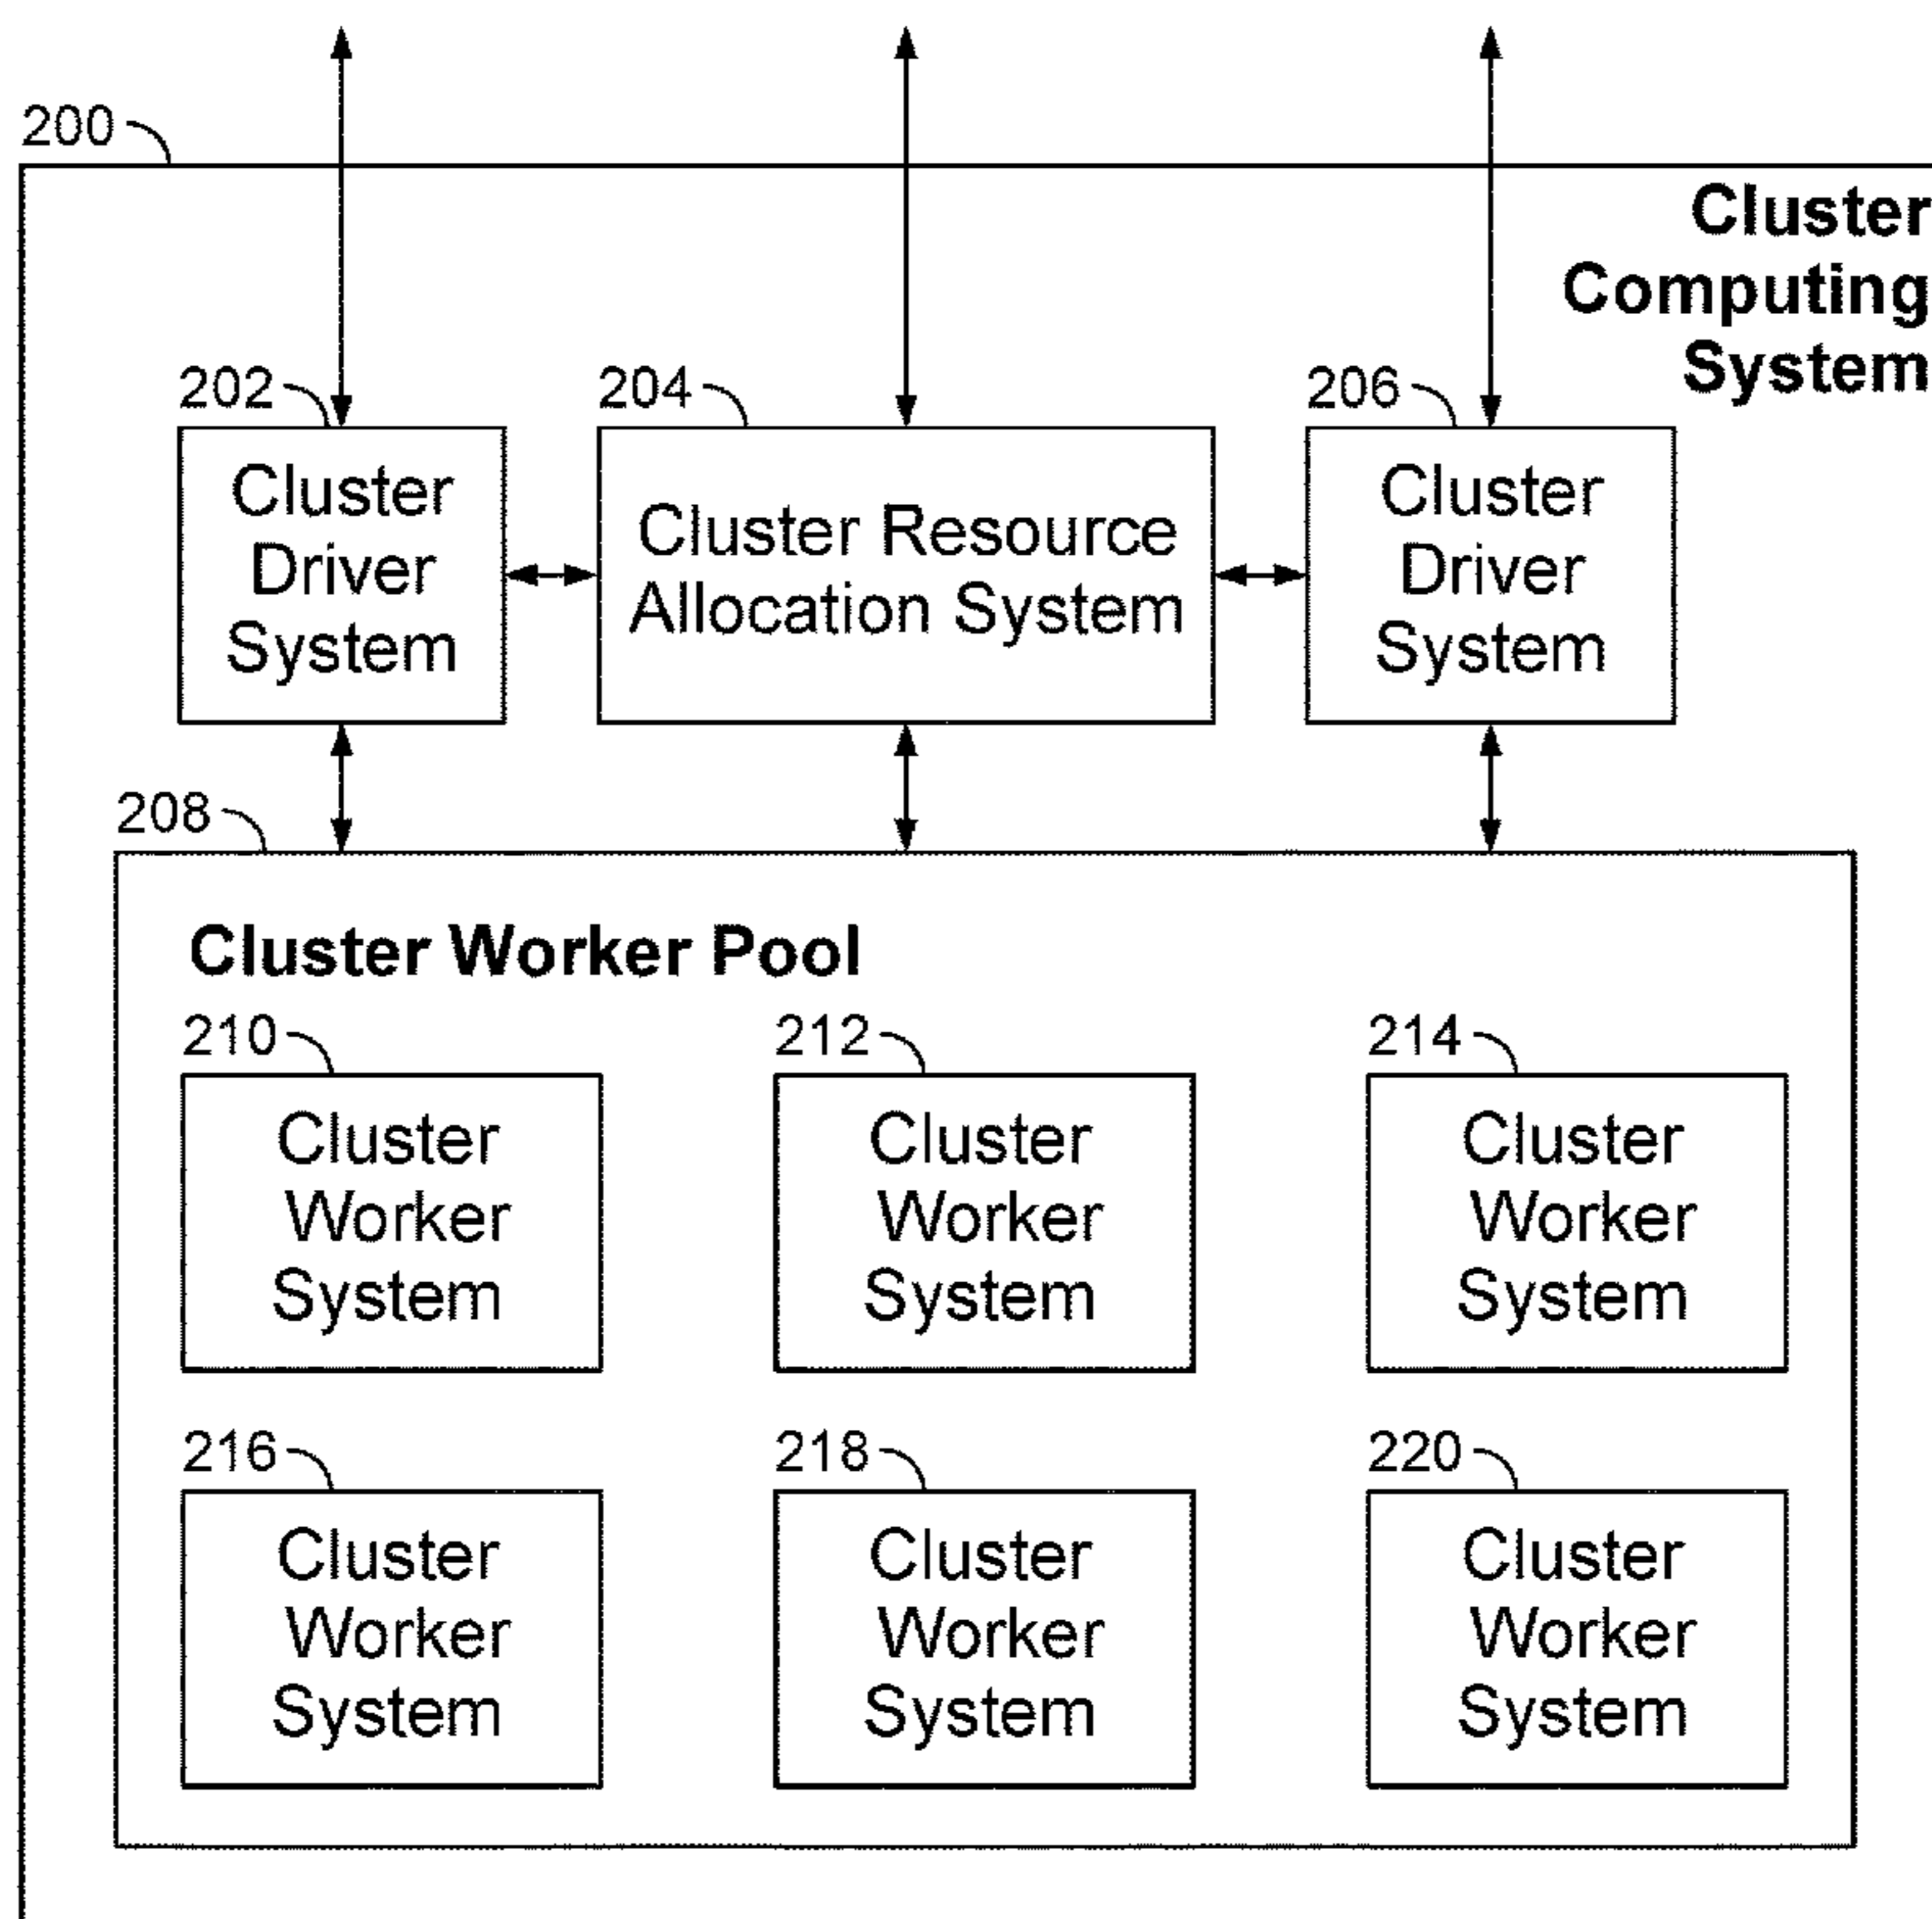 200
Cluster
Computing
System
202
204
206
Cluster
Driver
System
Cluster Resource
Allocation System
Cluster
Driver
System
208
Cluster Worker Pool
210
212
214
Cluster
Worker
System
Cluster
Worker
System
Cluster
Worker
System
216
218
220
Cluster
Worker
System
Cluster
Worker
System
Cluster
Worker
System